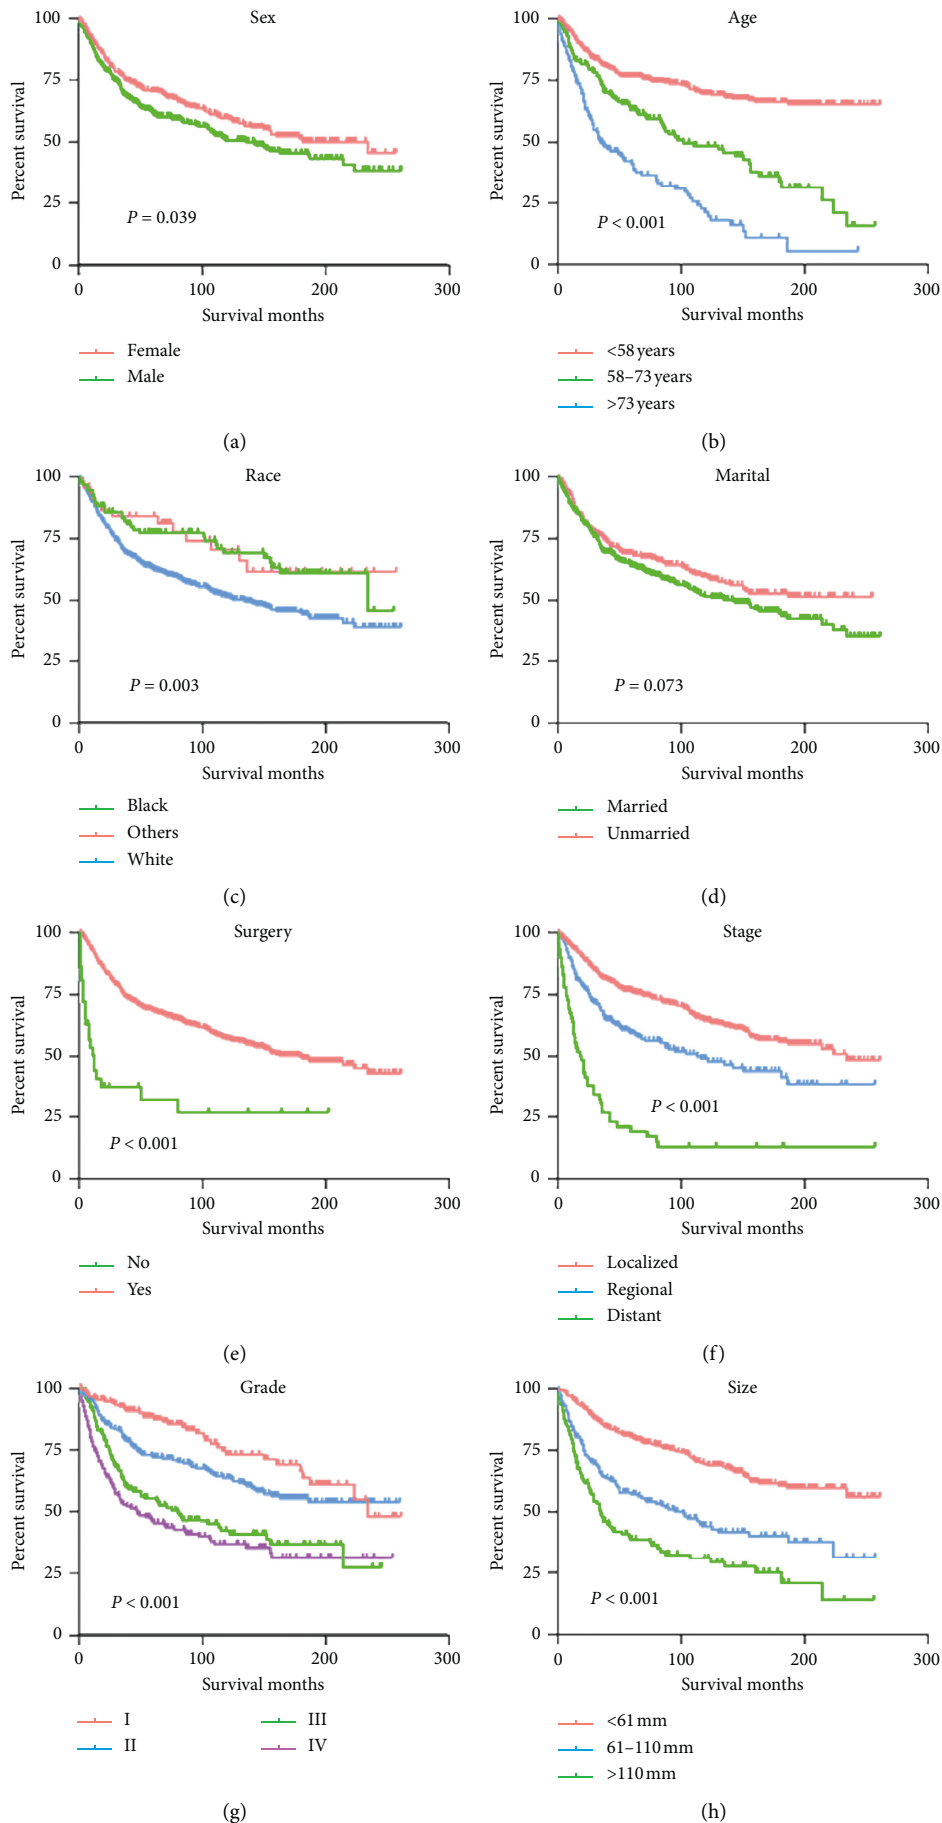 Sex
100
75
50
25
0
Percent survival
P = 0.039
0 100 200 300
Survival months
Female
Male
(a)
Age
100
75
50
25
0
Percent survival
P < 0.001
0 100 200 300
Survival months
<58 years
58–73 years
>73 years
(b)
Race
100
75
50
25
0
Percent survival
P = 0.003
0 100 200 300
Survival months
Black
Others
White
(c)
Marital
100
75
50
25
0
Percent survival
P = 0.073
0 100 200 300
Survival months
Married
Unmarried
(d)
Surgery
100
75
50
25
0
Percent survival
P < 0.001
0 100 200 300
Survival months
No
Yes
(e)
Stage
100
75
50
25
0
Percent survival
P < 0.001
0 100 200 300
Survival months
Localized
Regional
Distant
(f)
Grade
100
75
50
25
0
Percent survival
P < 0.001
0 100 200 300
Survival months
I III
II IV
(g)
Size
100
75
50
25
0
Percent survival
P < 0.001
0 100 200 300
Survival months
<61 mm
61–110 mm
>110 mm
(h)